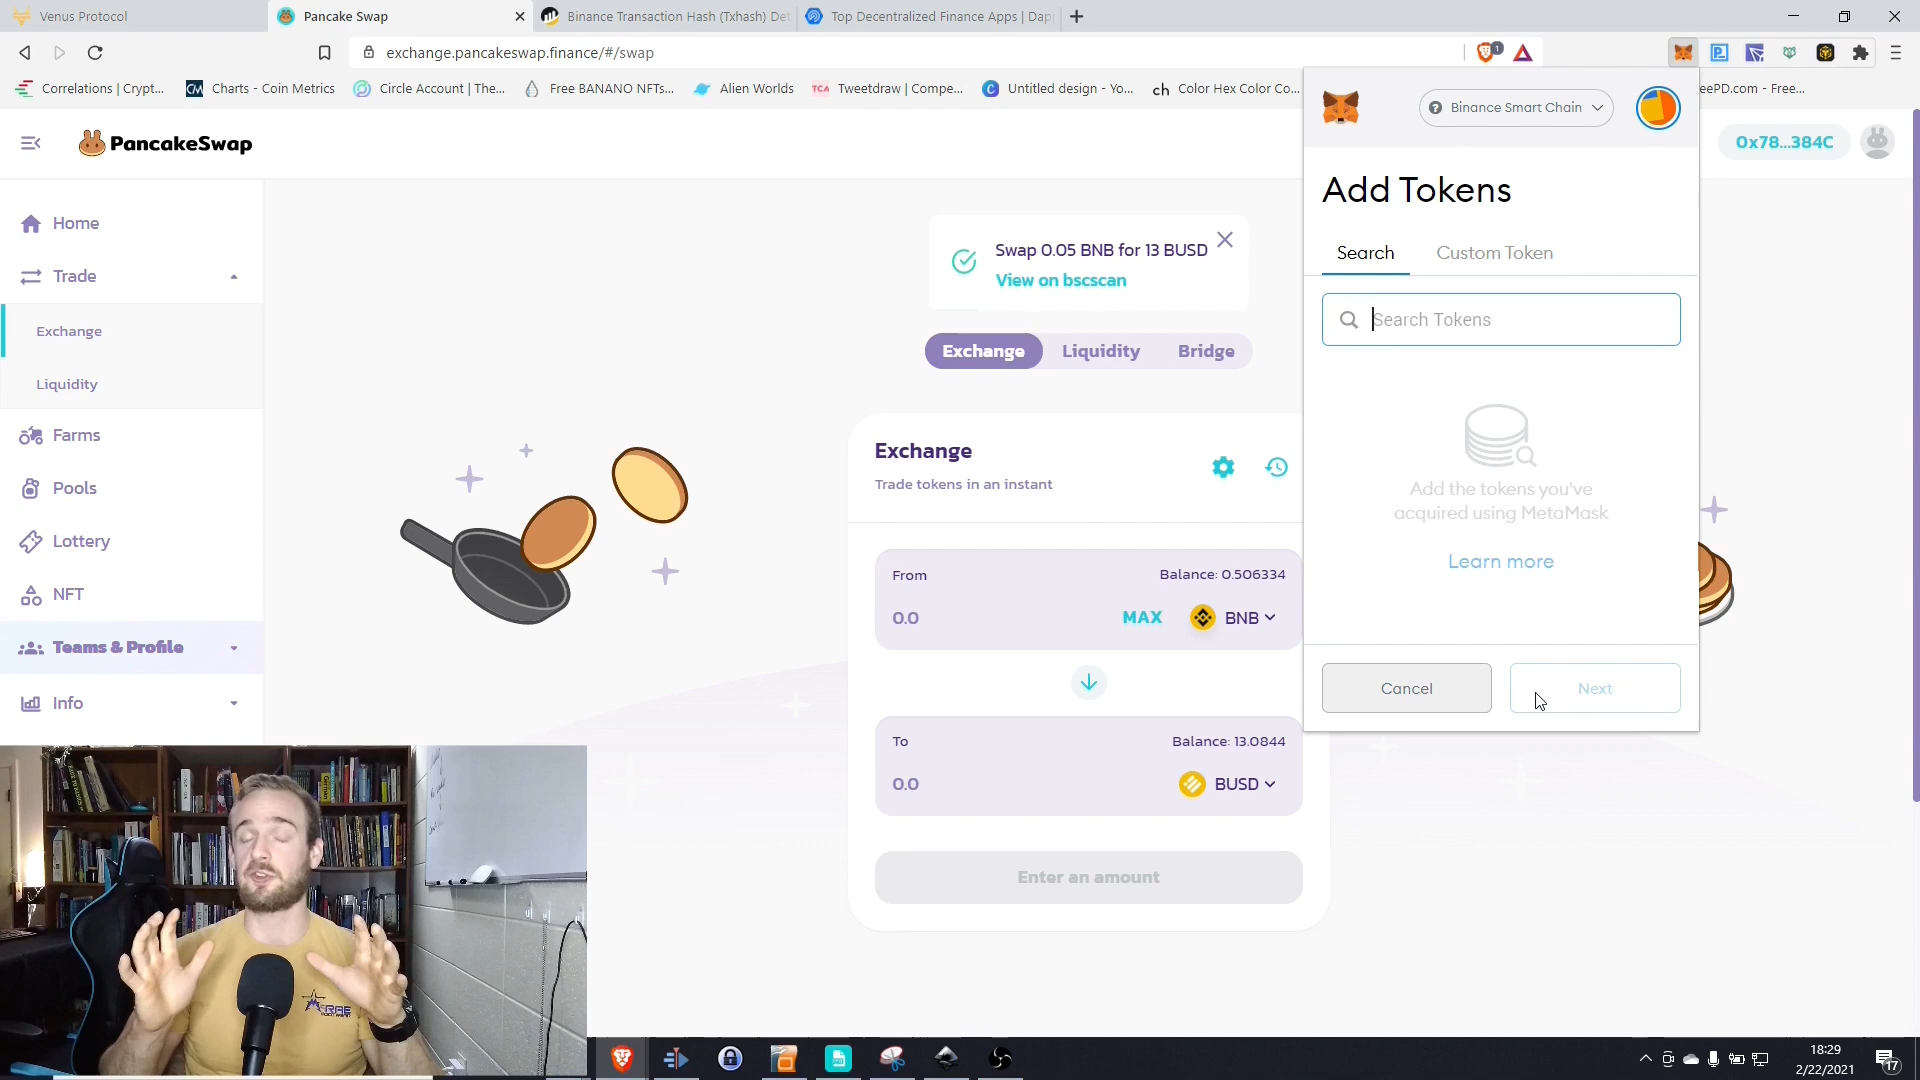 Venus Protocol
Pancake Swap
Binance Transaction Hash (Txhash) Det
Top Decentralized Finance Apps | Dap
exchange.pancakeswap.finance/#/swap
1
Correlations | Crypt...
Charts - Coin Metrics
Circle Account | The...
Free BANANO NFTs...
Alien Worlds
TCA
Tweetdraw | Compe...
Untitled design - Yo...
ch
Color Hex Color Co...
eePD.com - Free...
PancakeSwap
0x78...384C
Home
Trade
Exchange
Liquidity
Farms
Pools
Lottery
NFT
Teams & Profile
Info
Swap 0.05 BNB for 13 BUSD
View on bscscan
Exchange
Liquidity
Bridge
Exchange
Trade tokens in an instant
From
Balance: 0.506334
0.0
MAX
BNB
To
Balance: 13.0844
0.0
BUSD
Enter an amount
Binance Smart Chain
Add Tokens
Search
Custom Token
Search Tokens
Add the tokens you've
acquired using MetaMask
Learn more
Cancel
Next
18:29
2/22/2021
17